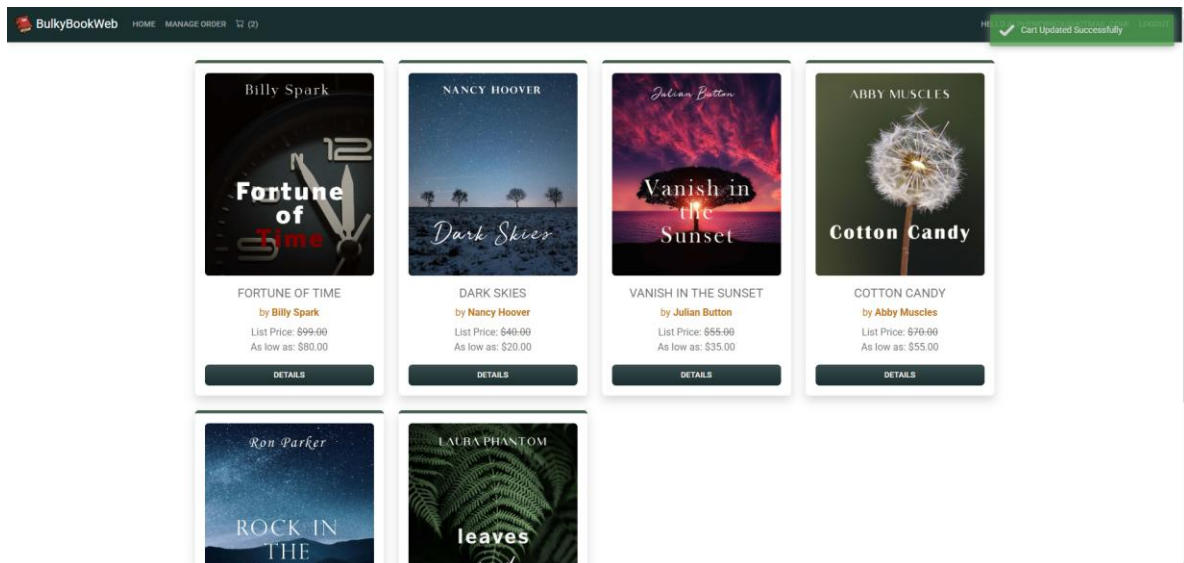 BulkyBookWeb HOME MANAGE ORDER (2) LOGOUT
Cart Updated Successfully
Billy Spark
12
9
Fortune
of
Time
FORTUNE OF TIME
by Billy Spark
List Price: $99.00
As low as: $80.00
DETAILS
NANCY HOOVER
Dark Skies
DARK SKIES
by Nancy Hoover
List Price: $40.00
As low as: $20.00
DETAILS
Julian Button
Vanish in
the
Sunset
VANISH IN THE SUNSET
by Julian Button
List Price: $55.00
As low as: $35.00
DETAILS
ABBY MUSCLES
Cotton Candy
COTTON CANDY
by Abby Muscles
List Price: $70.00
As low as: $55.00
DETAILS
Ron Parker
ROCK IN
THE
LAURA PHANTOM
leaves